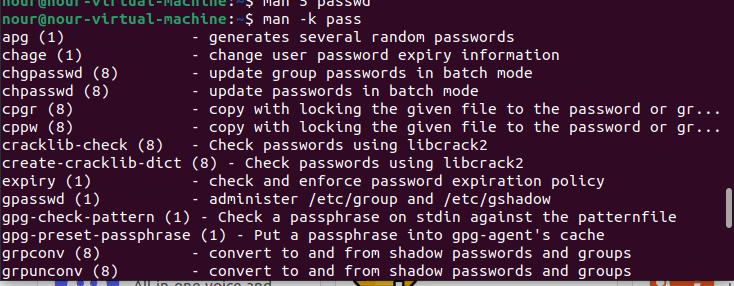 nour@nour-virtual-machine:~$ man 5 passwd
nour@nour-virtual-machine:~$ man -k pass
apg (1)              - generates several random passwords
chage (1)            - change user password expiry information
chgpasswd (8)        - update group passwords in batch mode
chpasswd (8)         - update passwords in batch mode
cpgr (8)             - copy with locking the given file to the password or gr...
cppw (8)             - copy with locking the given file to the password or gr...
cracklib-check (8)   - Check passwords using libcrack2
create-cracklib-dict (8) - Check passwords using libcrack2
expiry (1)           - check and enforce password expiration policy
gpasswd (1)          - administer /etc/group and /etc/gshadow
gpg-check-pattern (1) - Check a passphrase on stdin against the patternfile
gpg-preset-passphrase (1) - Put a passphrase into gpg-agent's cache
grpconv (8)          - convert to and from shadow passwords and groups
grpunconv (8)        - convert to and from shadow passwords and groups
All-in-one voice and